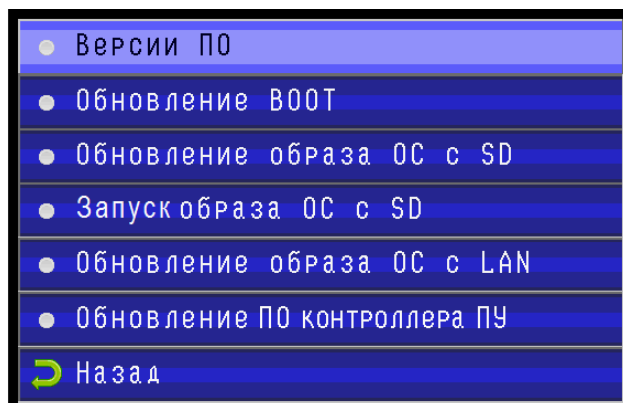 Версии ПО
Обновление BOOT
Обновление образа ОС с SD
Запуск образа ОС с SD
Обновление образа ОС с LAN
Обновление ПО контроллера ПУ
Назад